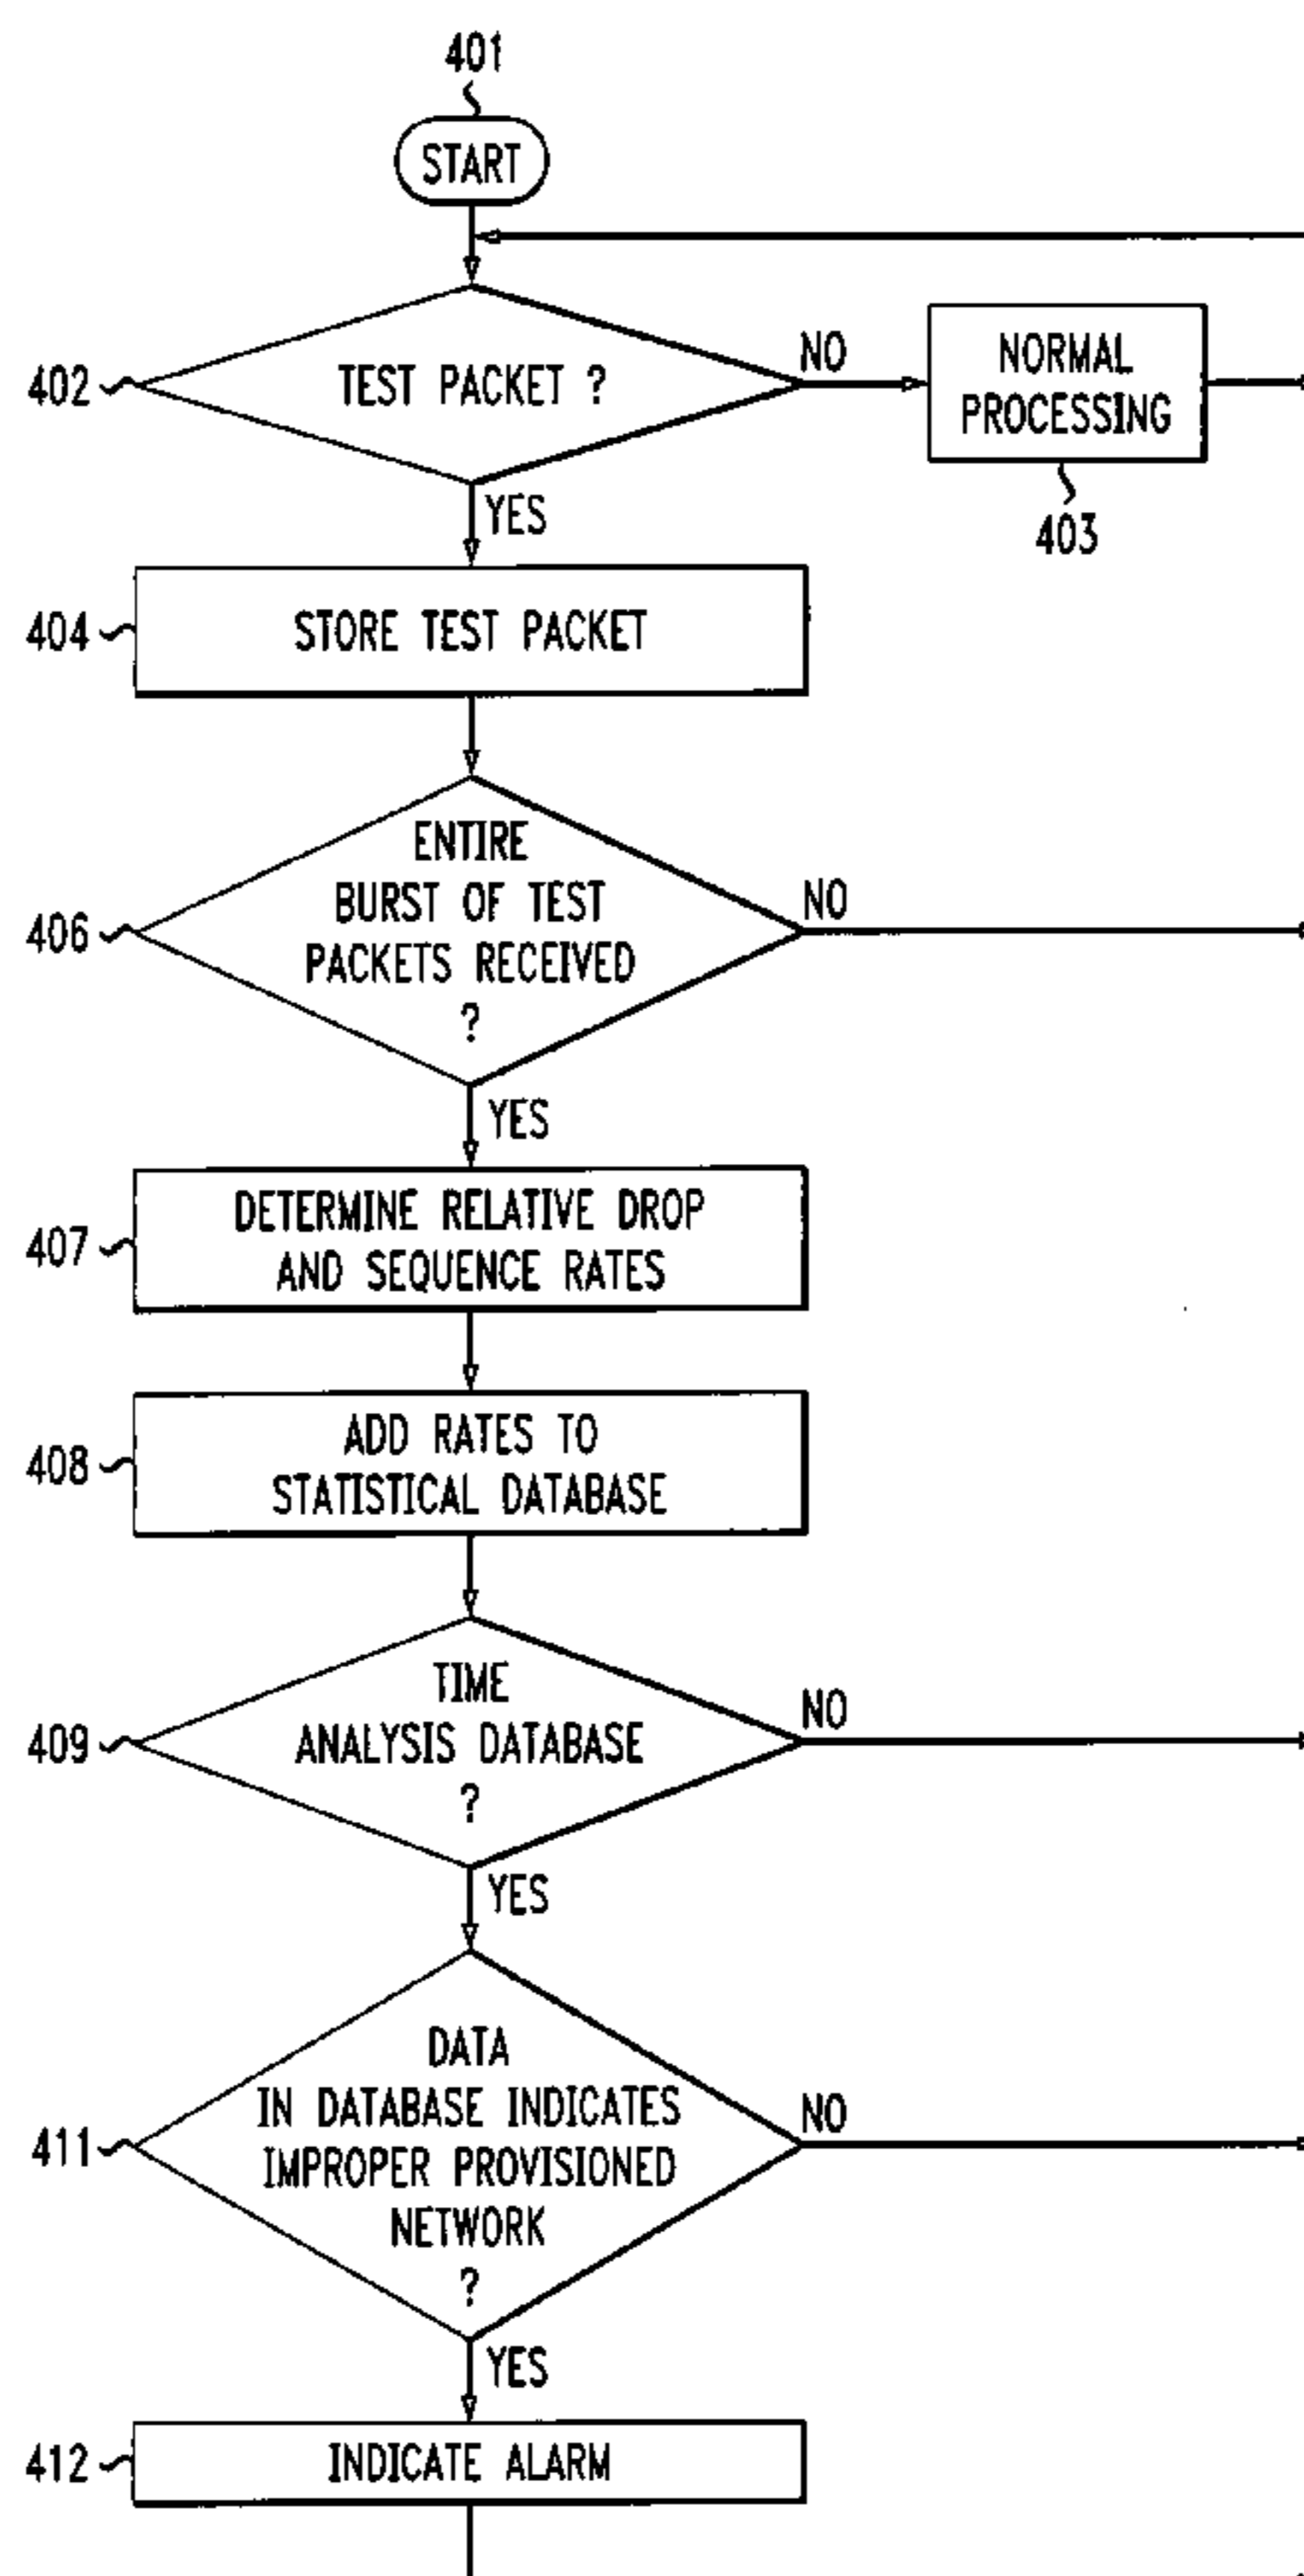 401
START
402
TEST PACKET ?
NO
NORMAL
PROCESSING
403
YES
404
STORE TEST PACKET
406
ENTIRE
BURST OF TEST
PACKETS RECEIVED
?
NO
YES
407
DETERMINE RELATIVE DROP
AND SEQUENCE RATES
408
ADD RATES TO
STATISTICAL DATABASE
409
TIME
ANALYSIS DATABASE
?
NO
YES
411
DATA
IN DATABASE INDICATES
IMPROPER PROVISIONED
NETWORK
?
NO
YES
412
INDICATE ALARM